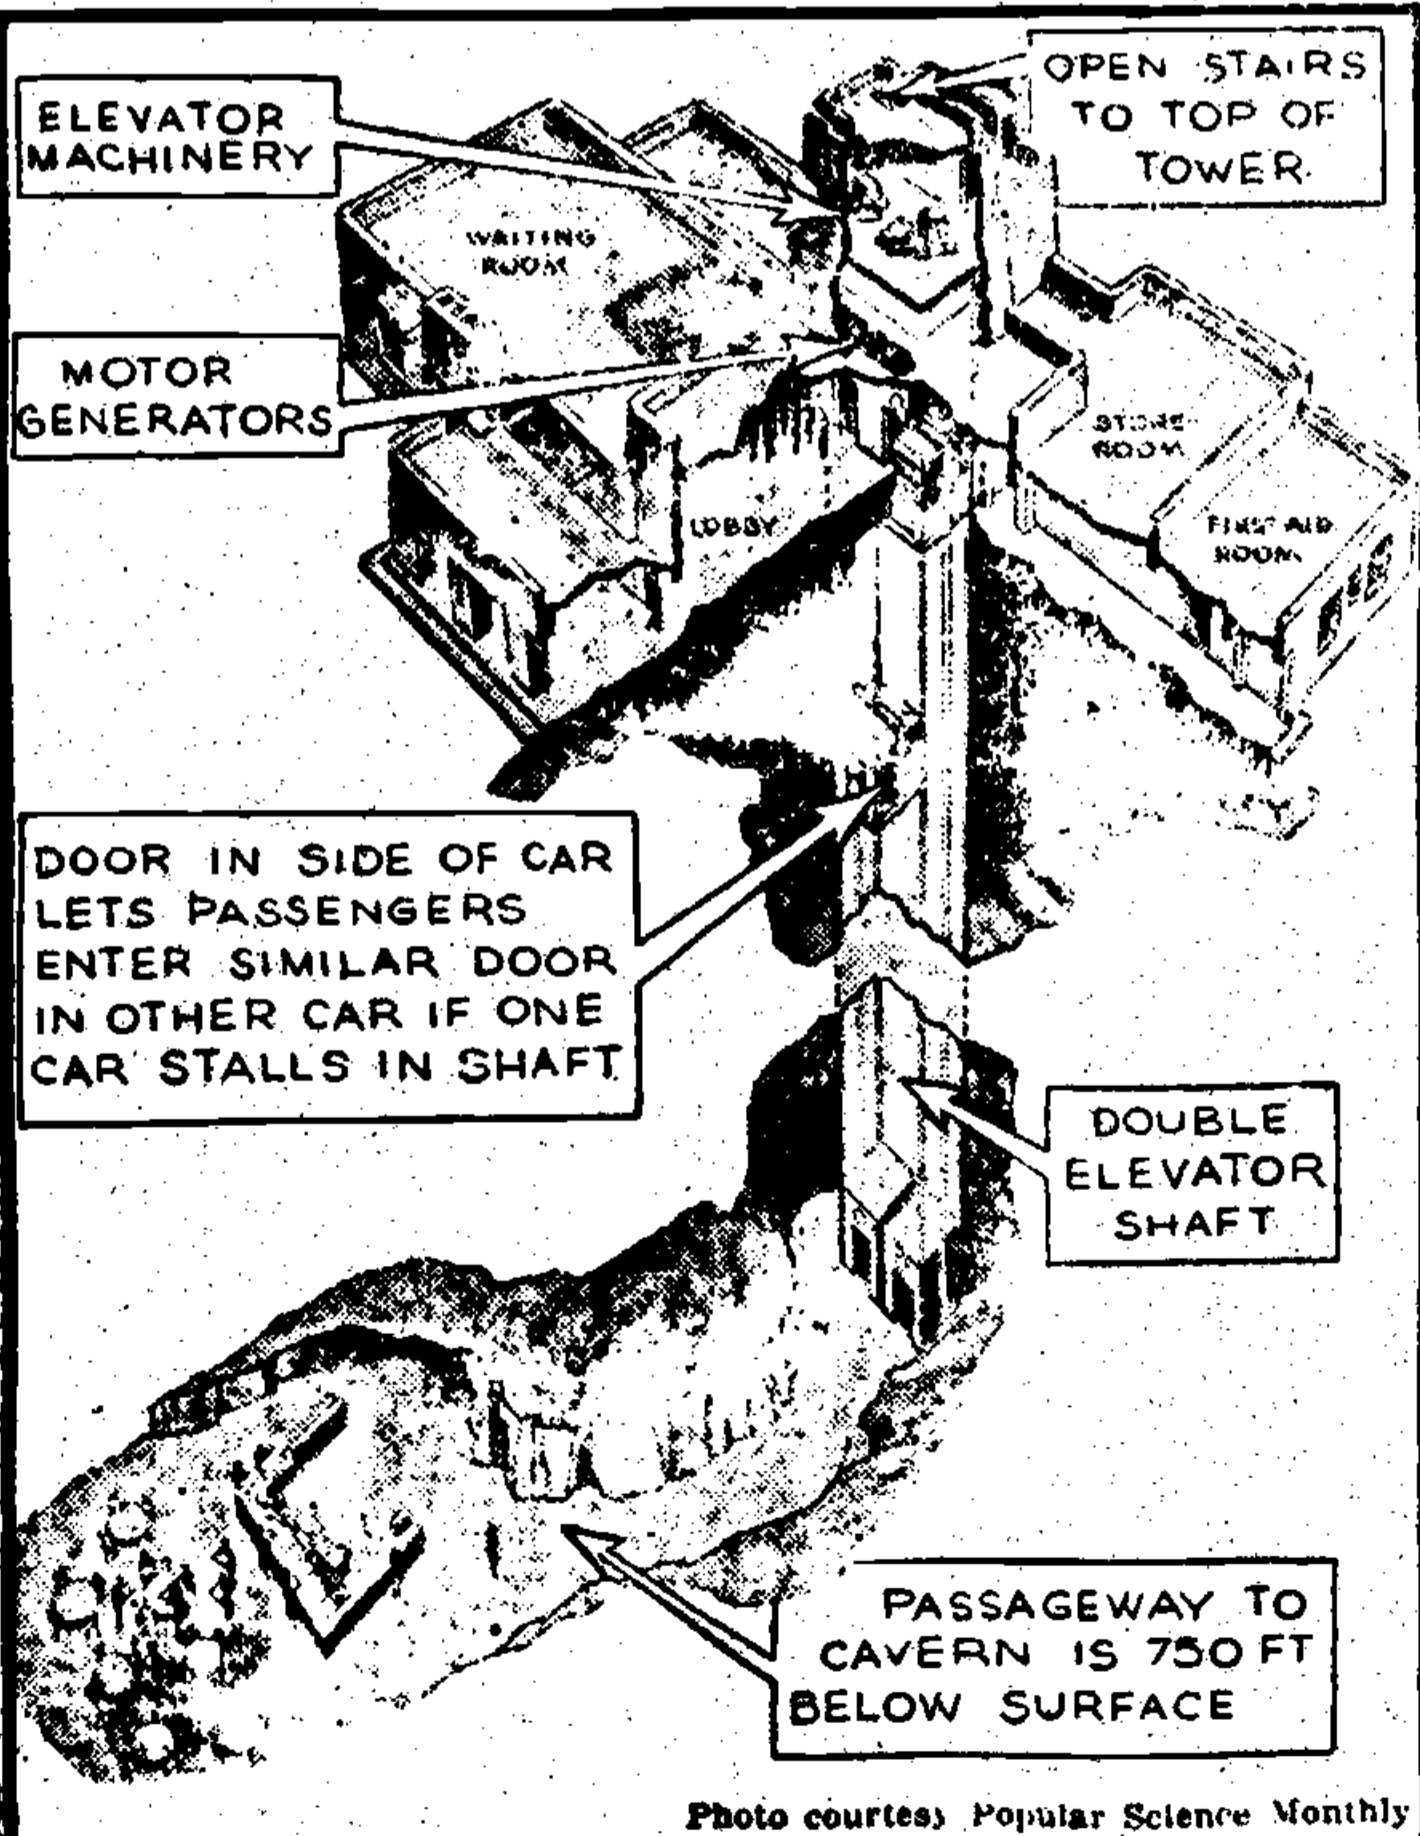 ELEVATOR
MACHINERY
OPEN STAIRS
TO TOP OF
TOWER
WAITING
ROOM
MOTOR
GENERATORS
STORE
ROOM
LOBBY
FIRST AID
ROOM
DOOR IN SIDE OF CAR
LETS PASSENGERS
ENTER SIMILAR DOOR
IN OTHER CAR IF ONE
CAR STALLS IN SHAFT
DOUBLE
ELEVATOR
SHAFT
PASSAGEWAY TO
CAVERN IS 750 FT
BELOW SURFACE
Photo courtesy Popular Science Monthly